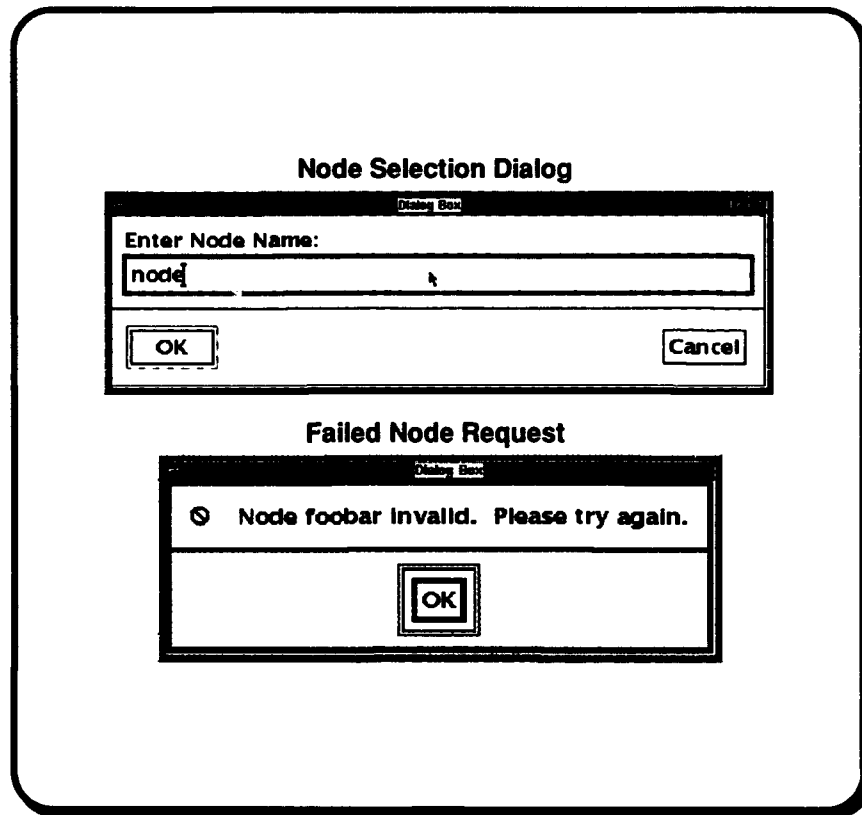 Node Selection Dialog
Dialog Box
Enter Node Name:
node
OK Cancel
Failed Node Request
Dialog Box
Node foobar invalid. Please try again.
OK